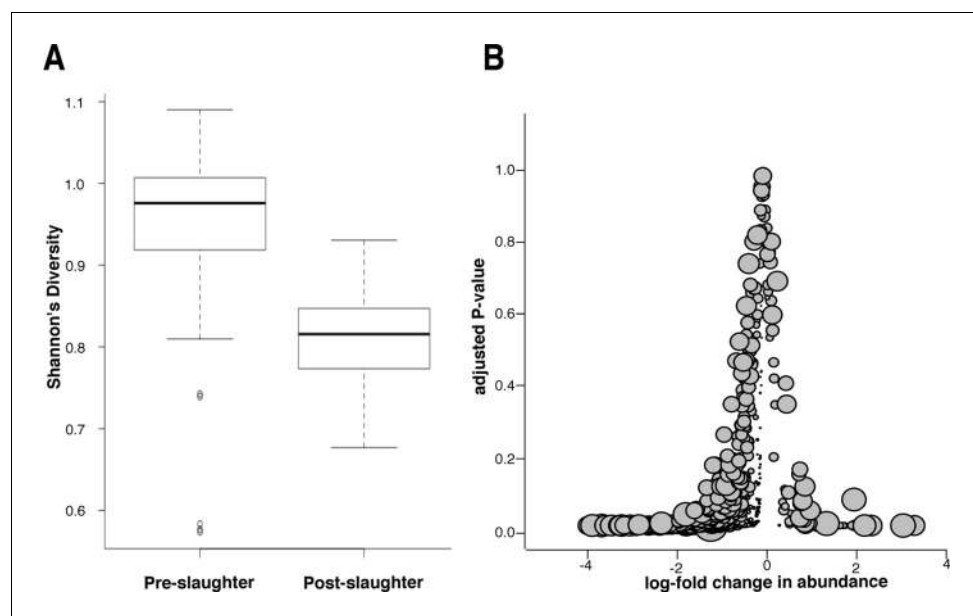 A
Shannon's Diversity
1.1
1.0
0.9
0.8
0.7
0.6
Pre-slaughter
Post-slaughter
B
adjusted P-value
1.0
0.8
0.6
0.4
0.2
0.0
-4
-2
0
2
4
log-fold change in abundance